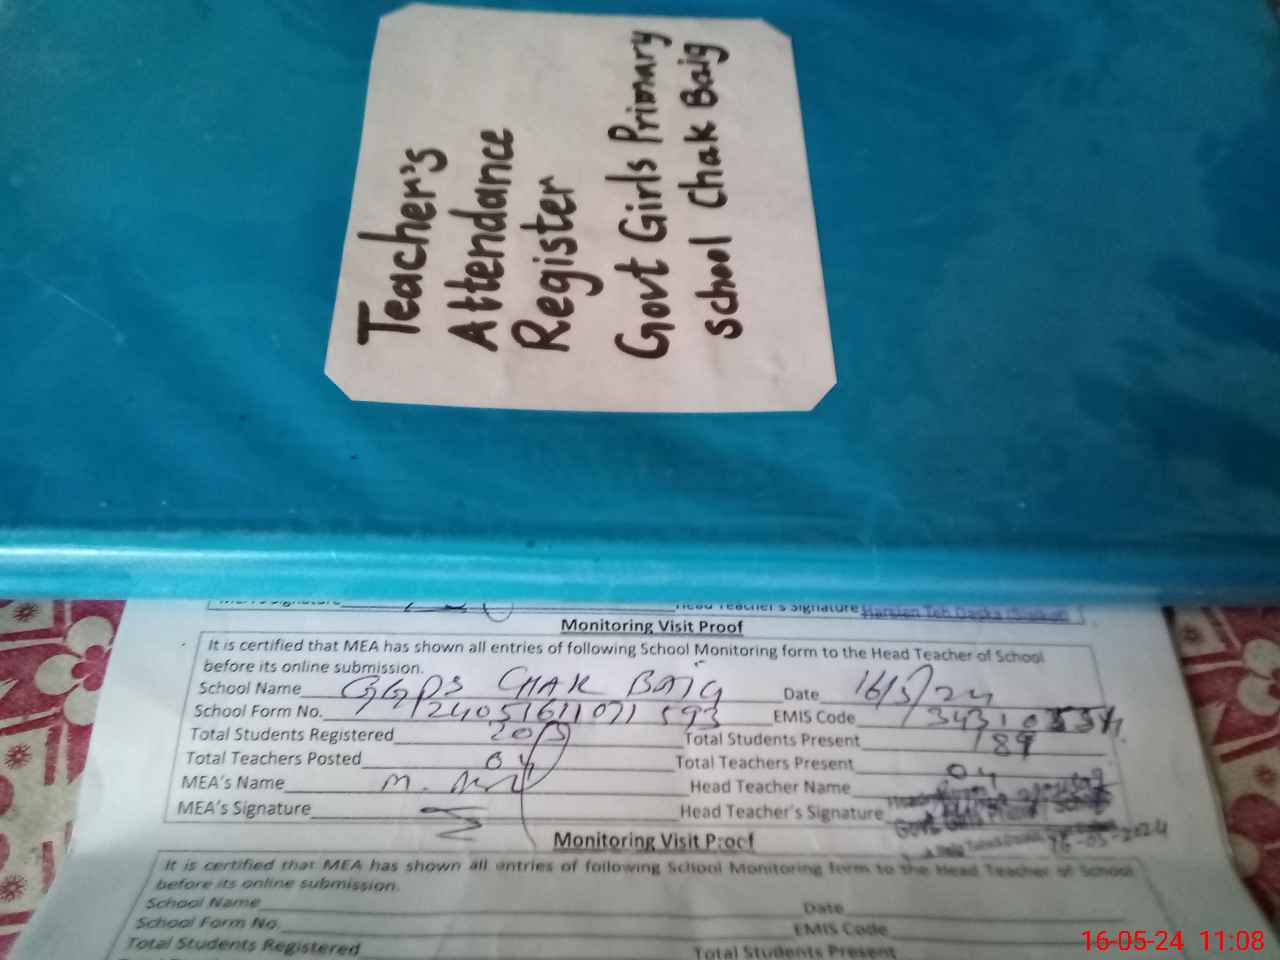 Teacher's
Attendance
Register
Govt Girls Primary
school Chak Baig
Head Teacher's Signature
Monitoring Visit Proof
It is certified that MEA has shown all entries of following School Monitoring form to the Head Teacher of School
before its online submission.
School Name GGPS CHAK BAIG Date 16/5/24
School Form No. 24051611071593 EMIS Code
Total Students Registered Total Students Present 189
Total Teachers Posted 04 Total Teachers Present 04
MEA's Name M. Head Teacher Name
MEA's Signature Head Teacher's Signature
16-05-2024
Monitoring Visit Proof
It is certified that MEA has shown all entries of following School Monitoring form to the Head Teacher of School
before its online submission.
School Name Date
School Form No. EMIS Code
Total Students Registered Total Students Present
16-05-24 11:08